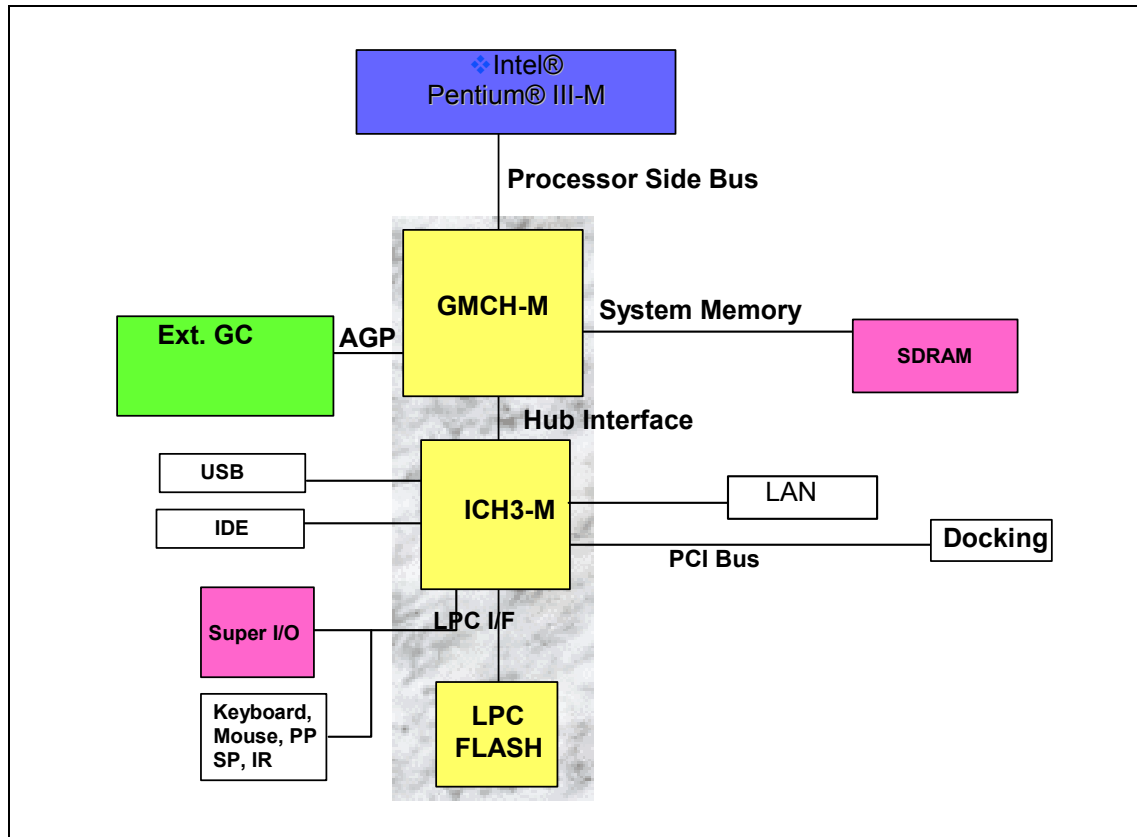 ❖Intel®
Pentium® III-M
Processor Side Bus
GMCH-M
System Memory
Ext. GC
AGP
SDRAM
Hub Interface
USB
ICH3-M
LAN
IDE
Docking
PCI Bus
LPC I/F
Super I/O
Keyboard,
Mouse, PP
SP, IR
LPC
FLASH